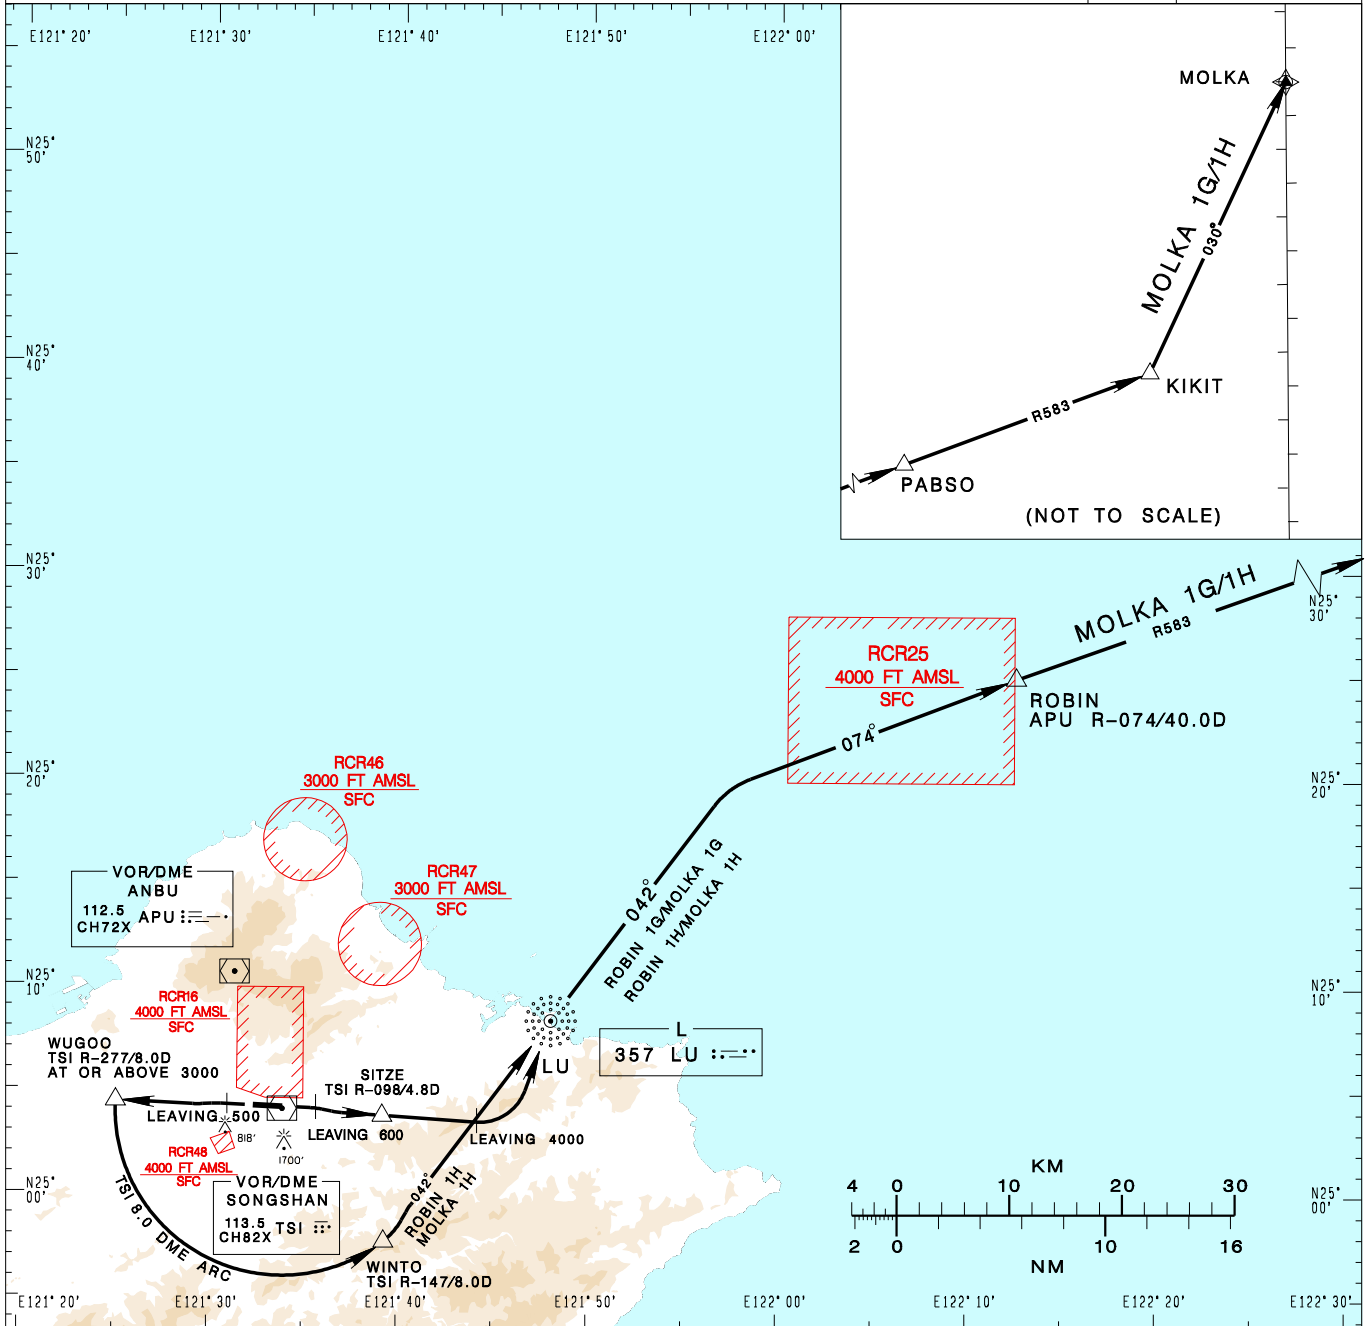 E121° 20' E121° 30' E121° 40' E121° 50' E122° 00'
MOLKA
N25°
50'
MOLKA 1G/1H
030°
N25°
40'
KIKIT
R583
PABSO
(NOT TO SCALE)
N25°
30'
MOLKA 1G/1H
R583
N25°
30'
RCR25
4000 FT AMSL
SFC
ROBIN
APU R-074/40.0D
074°
RCR46
3000 FT AMSL
SFC
N25°
20'
N25°
20'
RCR47
3000 FT AMSL
SFC
VOR/DME
ANBU
112.5
CH72X
APU
042°
ROBIN 1G/MOLKA 1G
ROBIN 1H/MOLKA 1H
N25°
10'
N25°
10'
RCR16
4000 FT AMSL
SFC
L
357 LU
LU
WUGOO
TSI R-277/8.0D
AT OR ABOVE 3000
SITZE
TSI R-098/4.8D
LEAVING 500
LEAVING 600
LEAVING 4000
818'
1700'
RCR48
4000 FT AMSL
SFC
VOR/DME
SONGSHAN
113.5
CH82X
TSI
042°
ROBIN 1H
MOLKA 1H
N25°
00'
N25°
00'
TSI 8.0 DME ARC
WINTO
TSI R-147/8.0D
KM
4 0 10 20 30
2 0 10 16
NM
E121° 20' E121° 30' E121° 40' E121° 50' E122° 00' E122° 10' E122° 20' E122° 30'